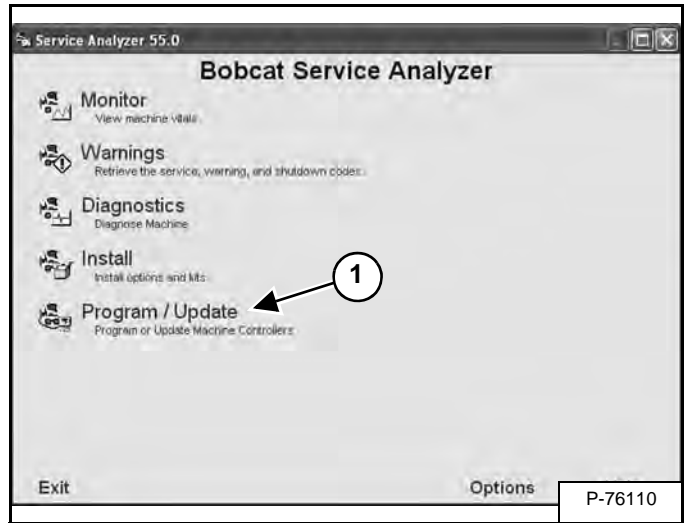 Service Analyzer 55.0
Bobcat Service Analyzer
Monitor
View machine vitals.
Warnings
Retrieve the service, warning, and shutdown codes.
Diagnostics
Diagnose Machine
Install
Install options and kits.
1
Program / Update
Program or Update Machine Controllers.
Exit
Options
P-76110